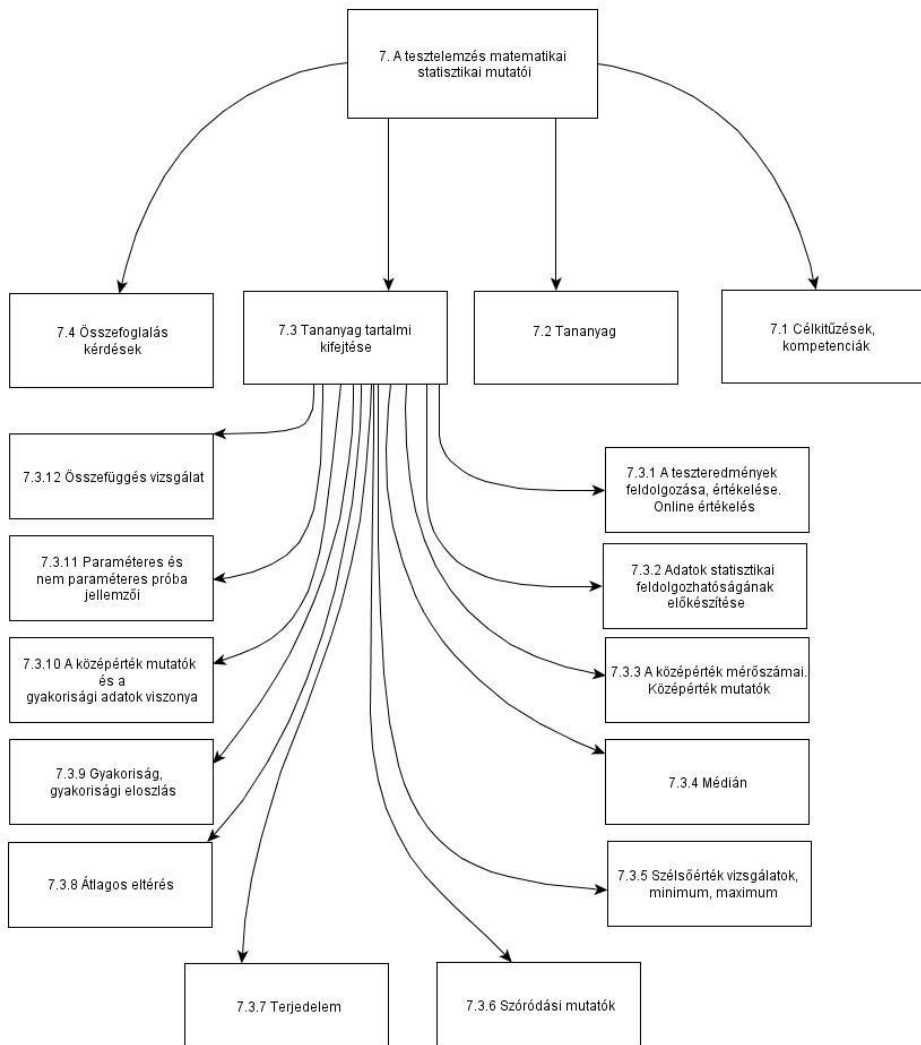 7. A tesztelemzés matematikai
statisztikai mutatói
7.4 Összefoglalás
kérdések
7.3 Tananyag tartalmi
kifejtése
7.2 Tananyag
7.1 Célkitűzések,
kompetenciák
7.3.12 Összefüggés vizsgálat
7.3.1 A teszteredmények
feldolgozása, értékelése.
Online értékelés
7.3.11 Paraméteres és
nem paraméteres próba
jellemzői
7.3.2 Adatok statisztikai
feldolgozhatóságának
előkészítése
7.3.10 A középérték mutatók
és a
gyakorisági adatok viszonya
7.3.3 A középérték mérőszámai.
Középérték mutatók
7.3.9 Gyakoriság,
gyakorisági eloszlás
7.3.4 Médián
7.3.8 Átlagos eltérés
7.3.5 Szélsőérték vizsgálatok,
minimum, maximum
7.3.7 Terjedelem
7.3.6 Szóródási mutatók